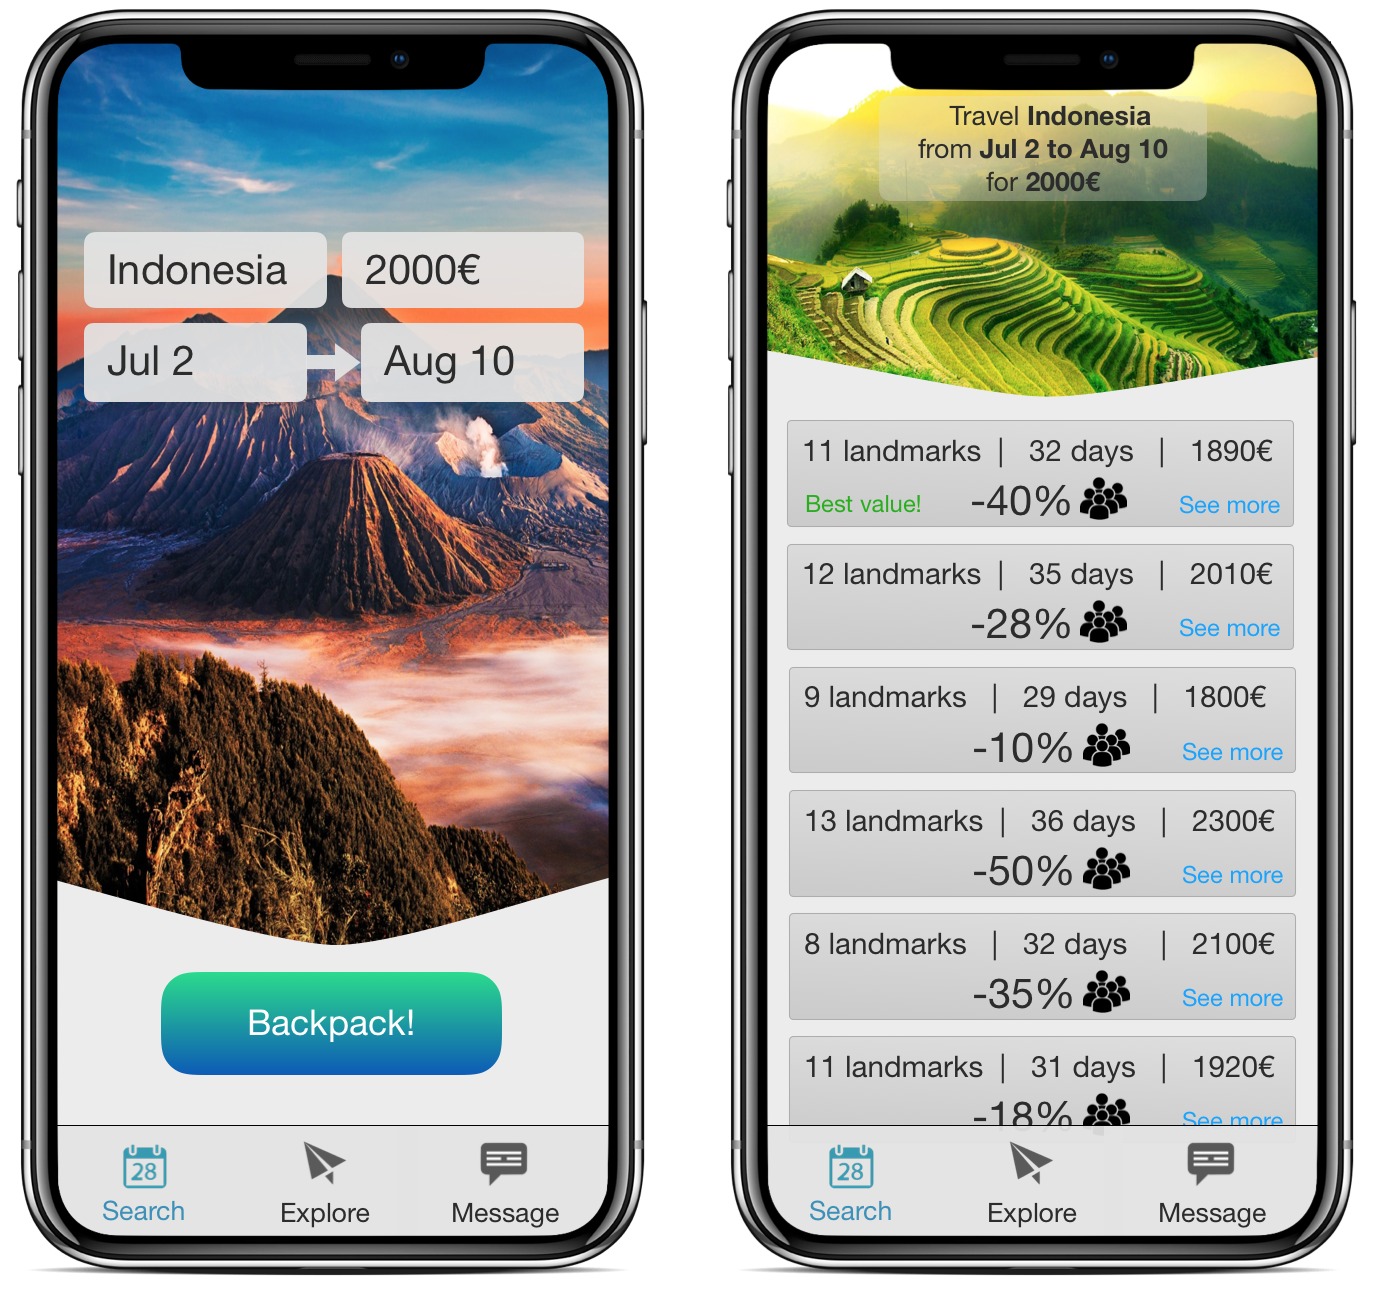 Indonesia
2000€
Jul 2
Aug 10
Backpack!
28
Search
Explore
Message
Travel Indonesia
from Jul 2 to Aug 10
for 2000€
11 landmarks | 32 days | 1890€
Best value! -40% See more
12 landmarks | 35 days | 2010€
-28% See more
9 landmarks | 29 days | 1800€
-10% See more
13 landmarks | 36 days | 2300€
-50% See more
8 landmarks | 32 days | 2100€
-35% See more
11 landmarks | 31 days | 1920€
-18% See more
28
Search
Explore
Message